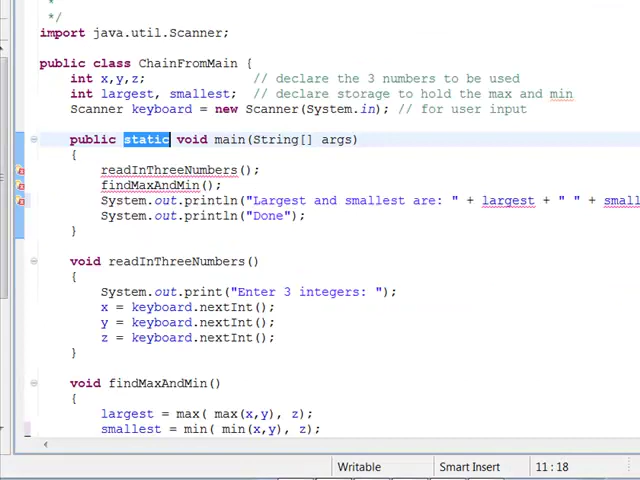 *
*/
import java.util.Scanner;
public class ChainFromMain {
int x,y,z; // declare the 3 numbers to be used
int largest, smallest; // declare storage to hold the max and min
Scanner keyboard = new Scanner(System.in); // for user input
public static void main(String[] args)
{
readInThreeNumbers();
findMaxAndMin();
System.out.println("Largest and smallest are: " + largest + " " + small
System.out.println("Done");
}
void readInThreeNumbers()
{
System.out.print("Enter 3 integers: ");
x = keyboard.nextInt();
y = keyboard.nextInt();
z = keyboard.nextInt();
}
void findMaxAndMin()
{
largest = max( max(x,y), z);
smallest = min( min(x,y), z);
Writable Smart Insert 11 : 18